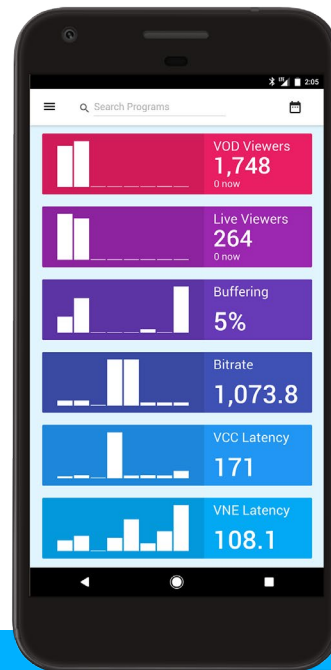 2:05
Search Programs
VOD Viewers
1,748
0 now
Live Viewers
264
0 now
Buffering
5%
Bitrate
1,073.8
VCC Latency
171
VNE Latency
108.1